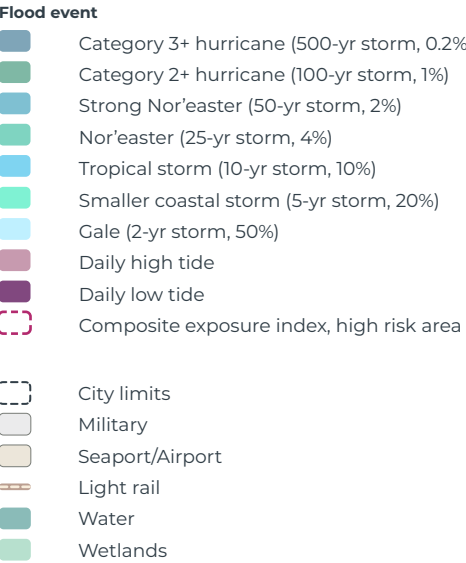 Flood event
Category 3+ hurricane (500-yr storm, 0.2%
Category 2+ hurricane (100-yr storm, 1%)
Strong Nor’easter (50-yr storm, 2%)
Nor’easter (25-yr storm, 4%)
Tropical storm (10-yr storm, 10%)
Smaller coastal storm (5-yr storm, 20%)
Gale (2-yr storm, 50%)
Daily high tide
Daily low tide
Composite exposure index, high risk area
City limits
Military
Seaport/Airport
Light rail
Water
Wetlands